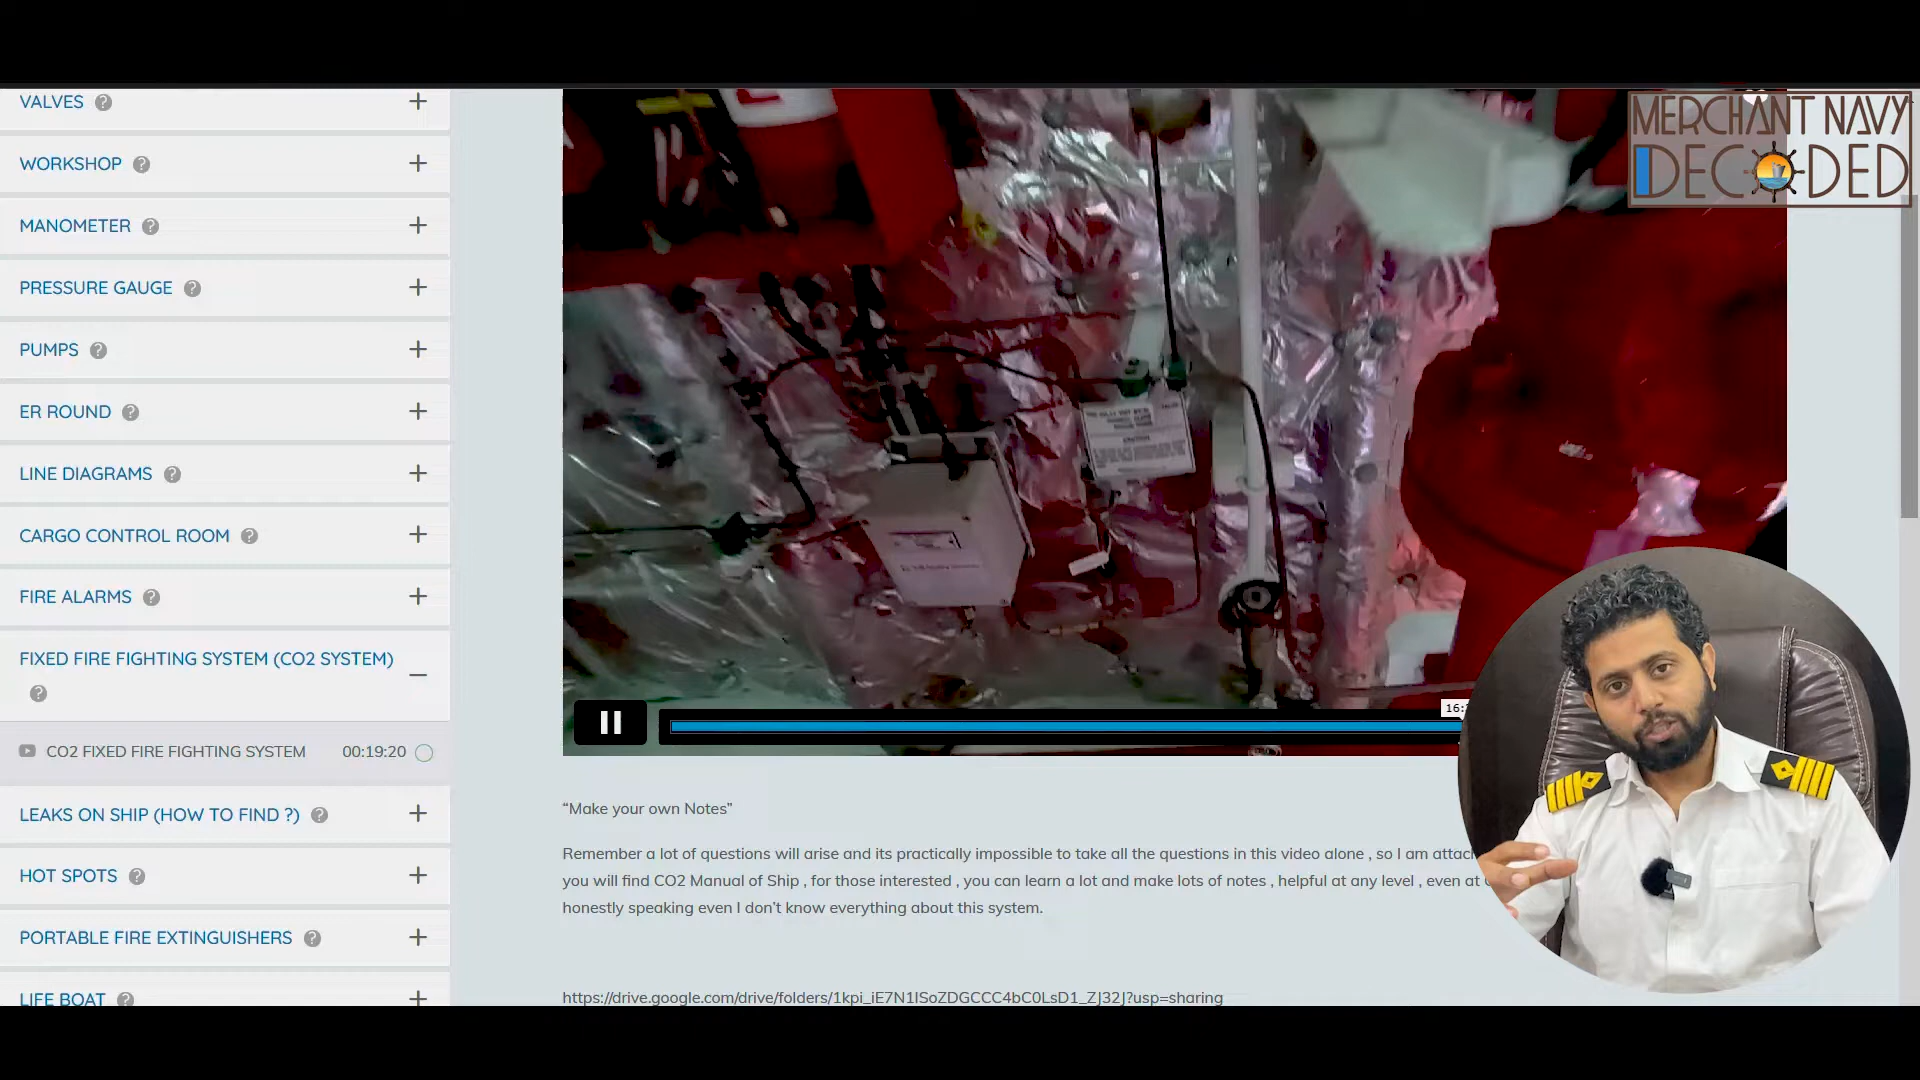 VALVES
WORKSHOP
MANOMETER
PRESSURE GAUGE
PUMPS
ER ROUND
LINE DIAGRAMS
CARGO CONTROL ROOM
FIRE ALARMS
FIXED FIRE FIGHTING SYSTEM (CO2 SYSTEM)
CO2 FIXED FIRE FIGHTING SYSTEM 00:19:20
LEAKS ON SHIP (HOW TO FIND ?)
HOT SPOTS
PORTABLE FIRE EXTINGUISHERS
LIFE BOAT
MERCHANT NAVY
DECODED
16:
“Make your own Notes”
Remember a lot of questions will arise and its practically impossible to take all the questions in this video alone , so I am
you will find CO2 Manual of Ship , for those interested , you can learn a lot and make lots of notes , helpful at any level , even at
honestly speaking even I don’t know everything about this system.
https://drive.google.com/drive/folders/1kpi_iE7N1lSoZDGCCC4bC0LsD1_ZJ32J?usp=sharing